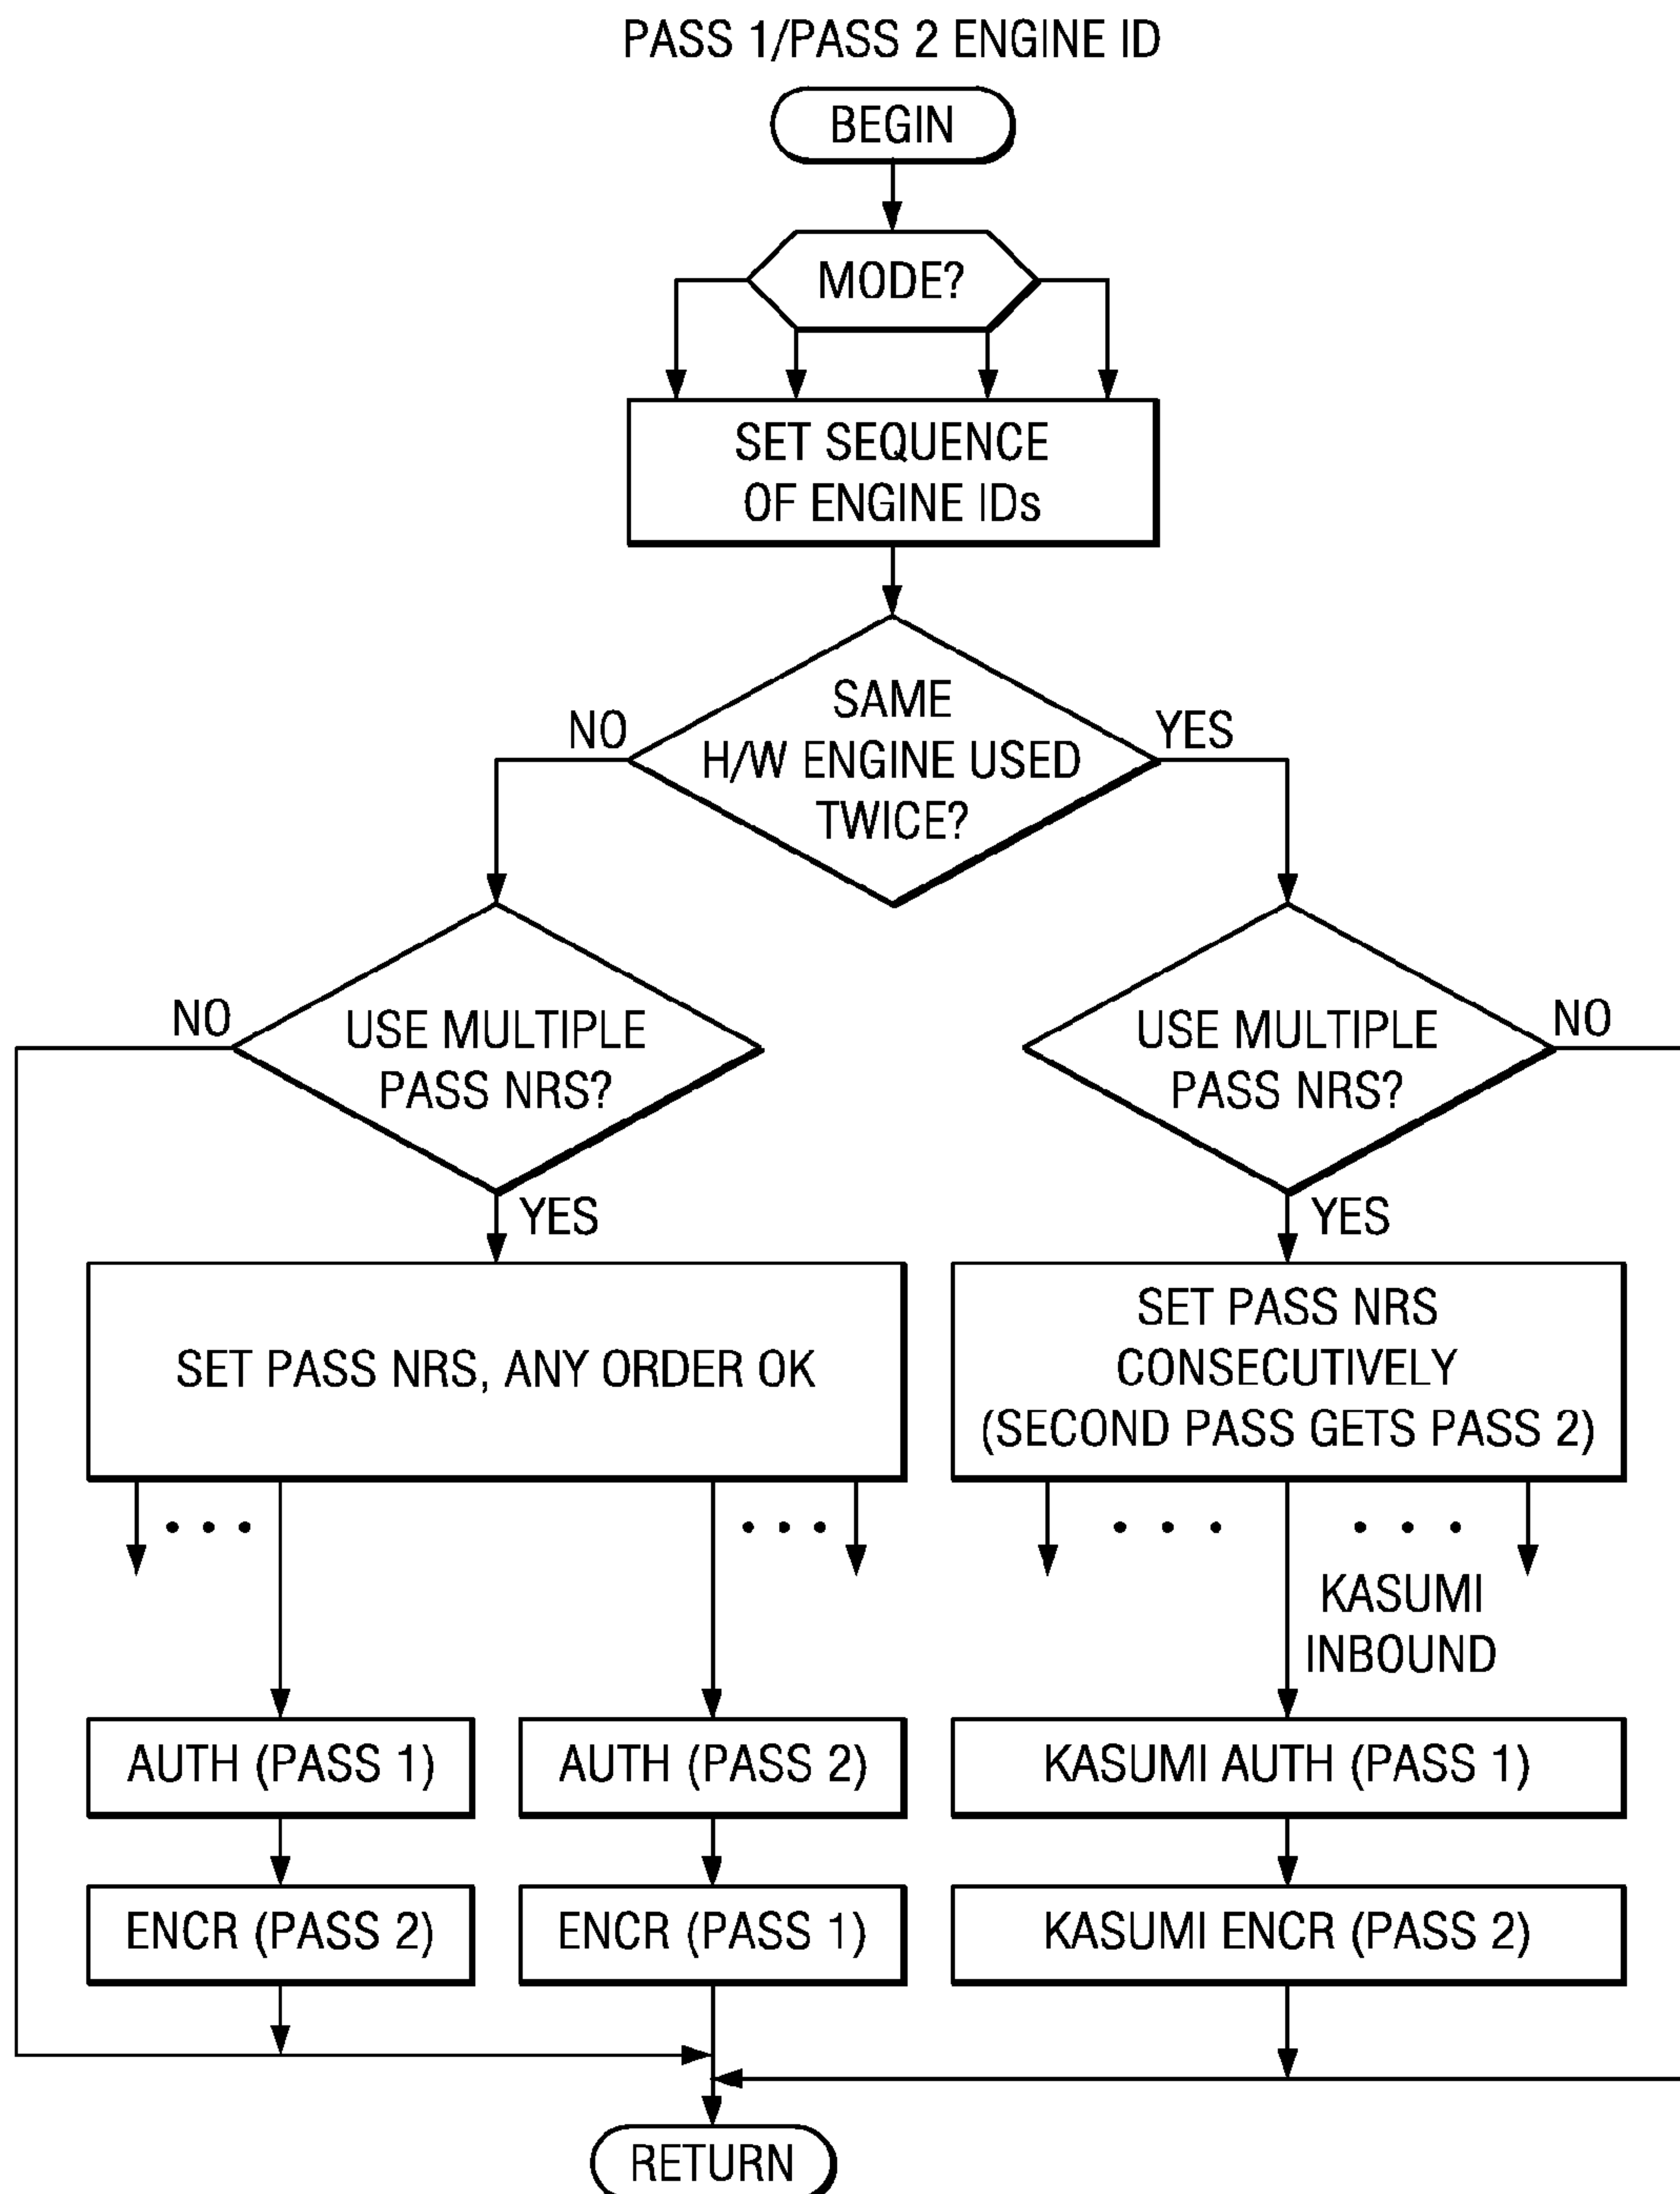 PASS 1/PASS 2 ENGINE ID
BEGIN
MODE?
SET SEQUENCE
OF ENGINE IDs
SAME
H/W ENGINE USED
TWICE?
NO
YES
USE MULTIPLE
PASS NRS?
NO
YES
USE MULTIPLE
PASS NRS?
NO
YES
SET PASS NRS, ANY ORDER OK
SET PASS NRS
CONSECUTIVELY
(SECOND PASS GETS PASS 2)
KASUMI
INBOUND
AUTH (PASS 1)
AUTH (PASS 2)
KASUMI AUTH (PASS 1)
ENCR (PASS 2)
ENCR (PASS 1)
KASUMI ENCR (PASS 2)
RETURN